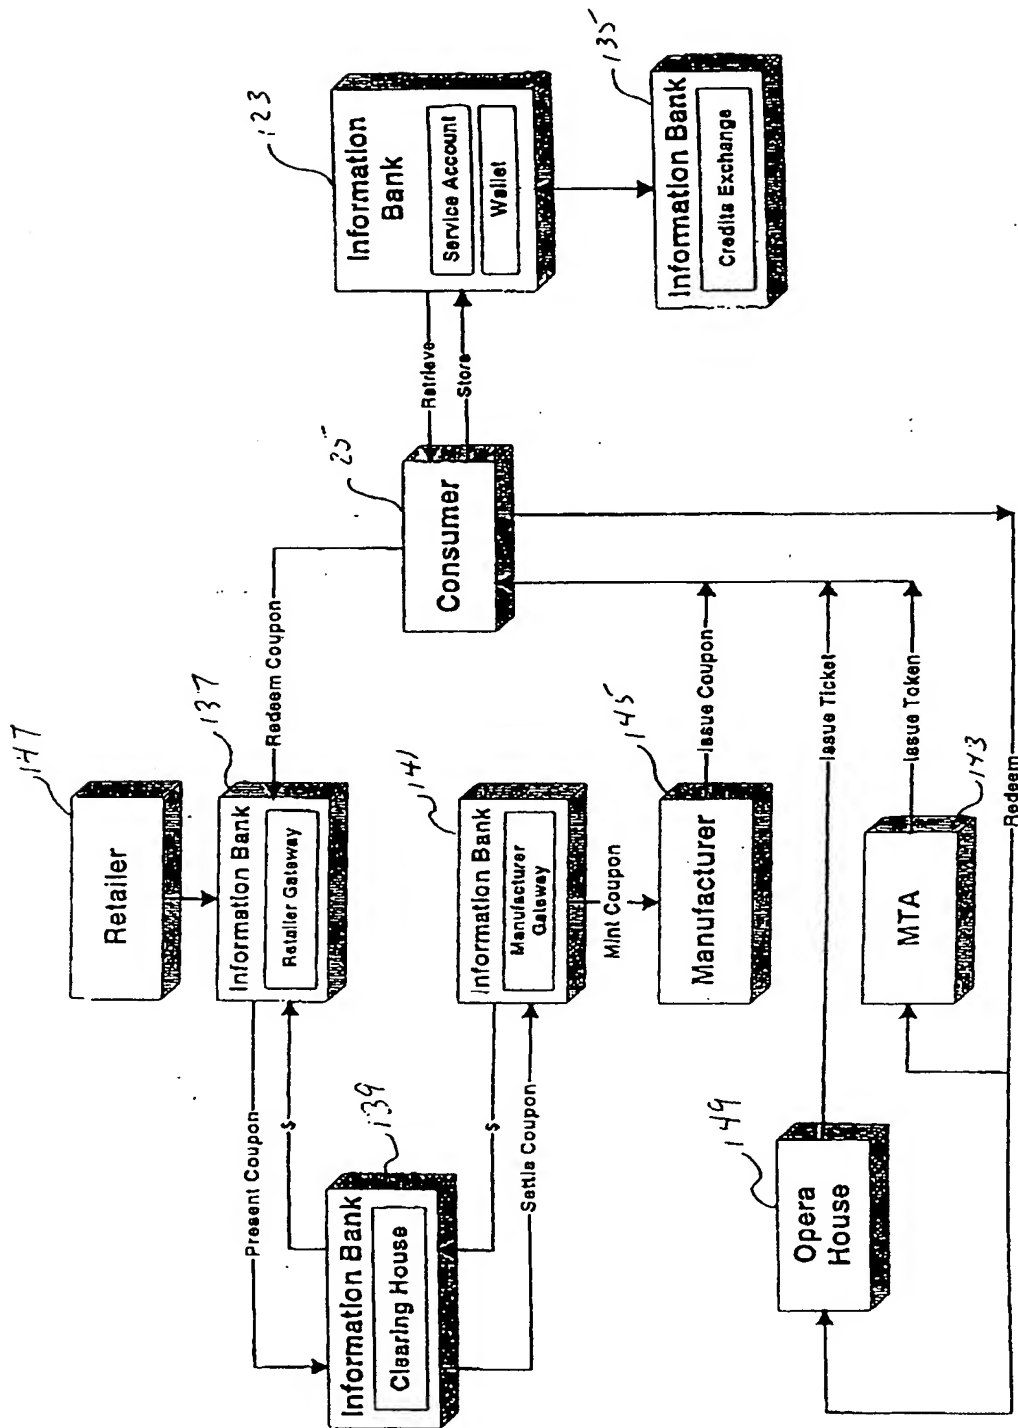 147
Retailer
137
Information Bank
Retailer Gateway
Redeem Coupon
Present Coupon
$
139
Information Bank
Clearing House
$
Settle Coupon
141
Information Bank
Manufacturer
Gateway
Mint Coupon
145
Manufacturer
Issue Coupon
25
Consumer
Retrieve
Store
123
Information
Bank
Service Account
Wallet
135
Information Bank
Credits Exchange
149
Opera
House
Issue Ticket
143
MTA
Issue Token
Redeem